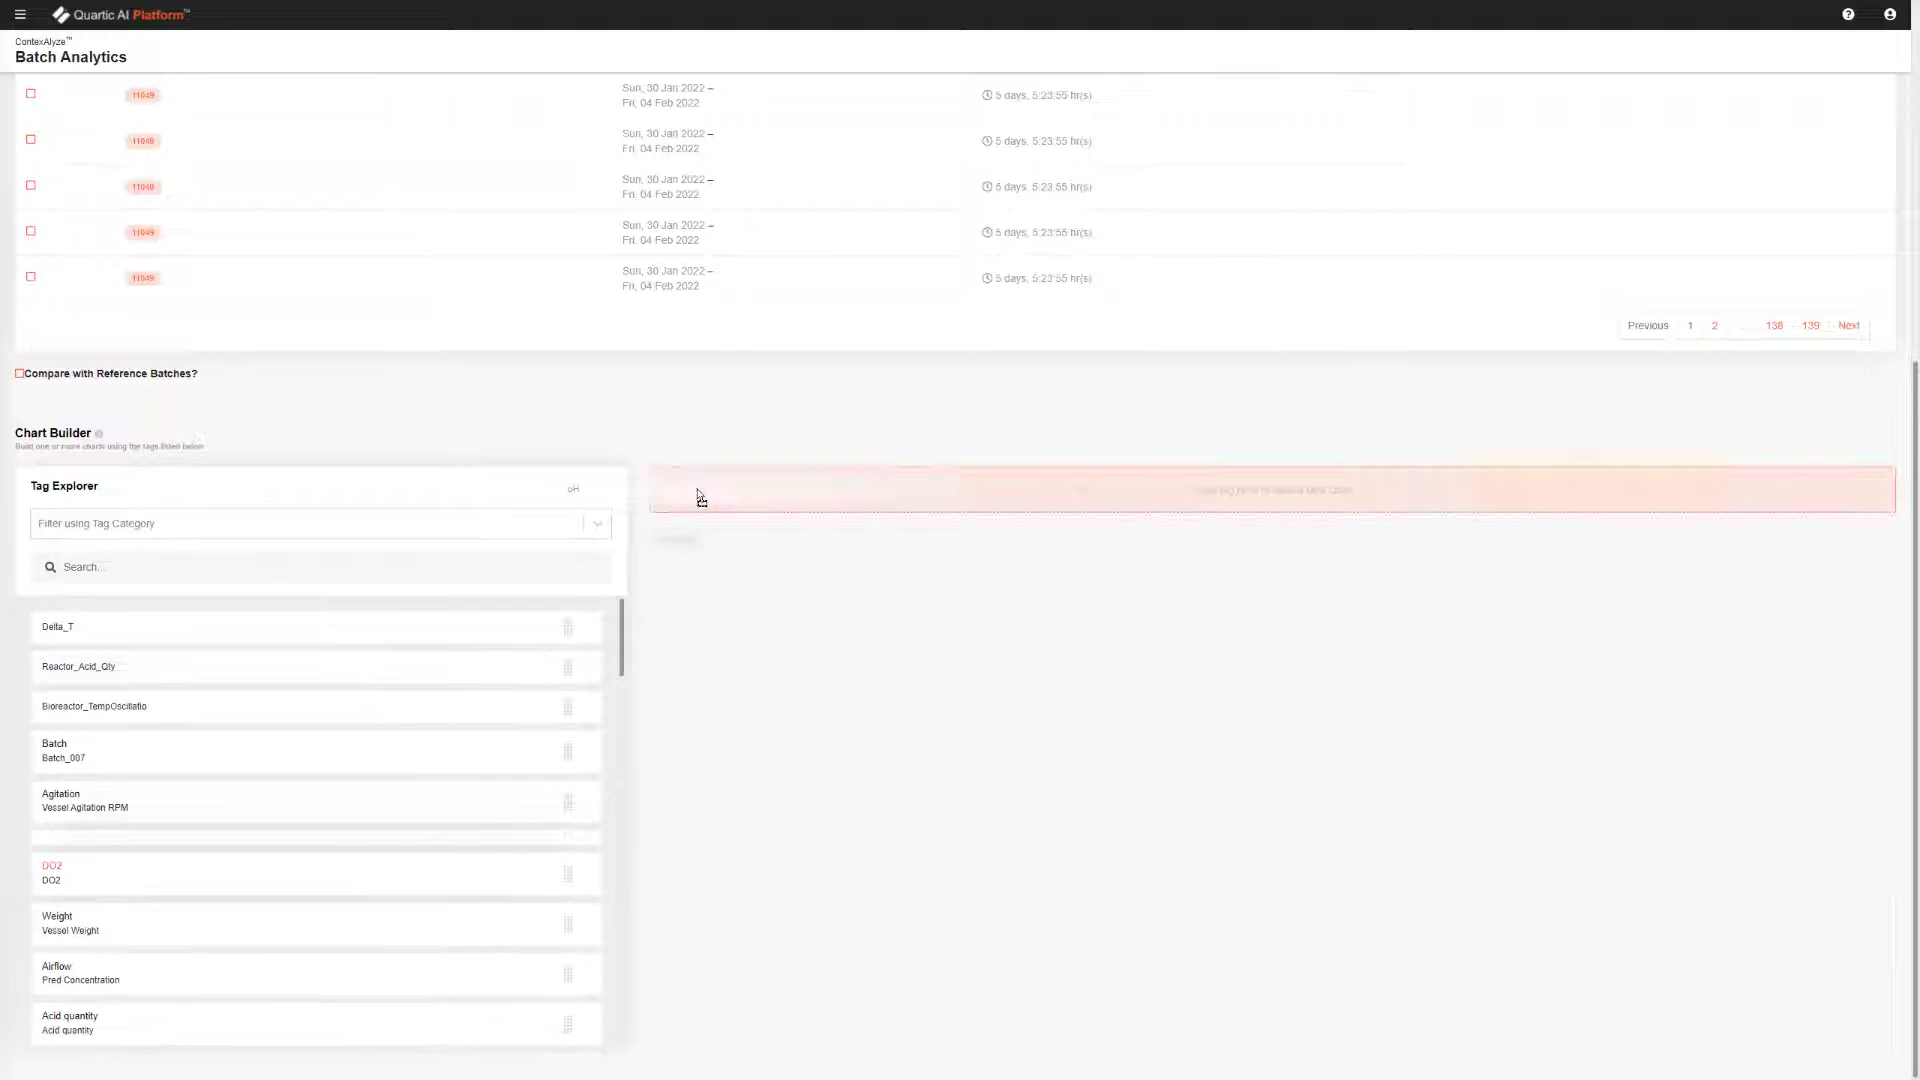 Quartic AI Platform™
ContexAlyze™
Batch Analytics
11049
Sun, 30 Jan 2022 –
Fri, 04 Feb 2022
5 days, 5:23:55 hr(s)
11049
Sun, 30 Jan 2022 –
Fri, 04 Feb 2022
5 days, 5:23:55 hr(s)
11049
Sun, 30 Jan 2022 –
Fri, 04 Feb 2022
5 days, 5:23:55 hr(s)
11049
Sun, 30 Jan 2022 –
Fri, 04 Feb 2022
5 days, 5:23:55 hr(s)
11049
Sun, 30 Jan 2022 –
Fri, 04 Feb 2022
5 days, 5:23:55 hr(s)
Previous 1 2 138 139 Next
Compare with Reference Batches?
Chart Builder
Build one or more charts using the tags listed below
Tag Explorer
pH
Filter using Tag Category
Search...
Delta_T
Reactor_Acid_Qty
Bioreactor_TempOscillatio
Batch
Batch_007
Agitation
Vessel Agitation RPM
DO2
DO2
Weight
Vessel Weight
Airflow
Pred Concentration
Acid quantity
Acid quantity